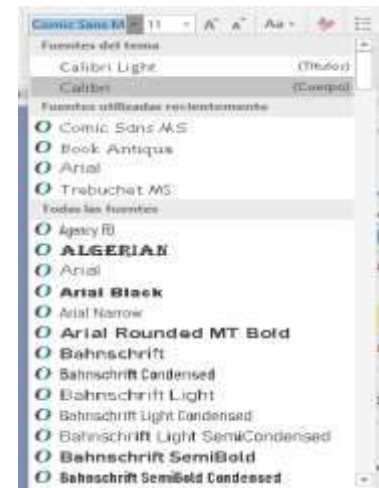 Comic Sans M 11 A A Aa
Fuentes del tema
Calibri Light (Títulos)
Calibri (Cuerpo)
Fuentes utilizadas recientemente
O Comic Sans MS
O Book Antiqua
O Arial
O Trebuchet MS
Todas las fuentes
O Agency FB
O ALGERIAN
O Arial
O Arial Black
O Arial Narrow
O Arial Rounded MT Bold
O Bahnschrift
O Bahnschrift Condensed
O Bahnschrift Light
O Bahnschrift Light Condensed
O Bahnschrift Light SemiCondensed
O Bahnschrift SemiBold
O Bahnschrift SemiBold Condensed